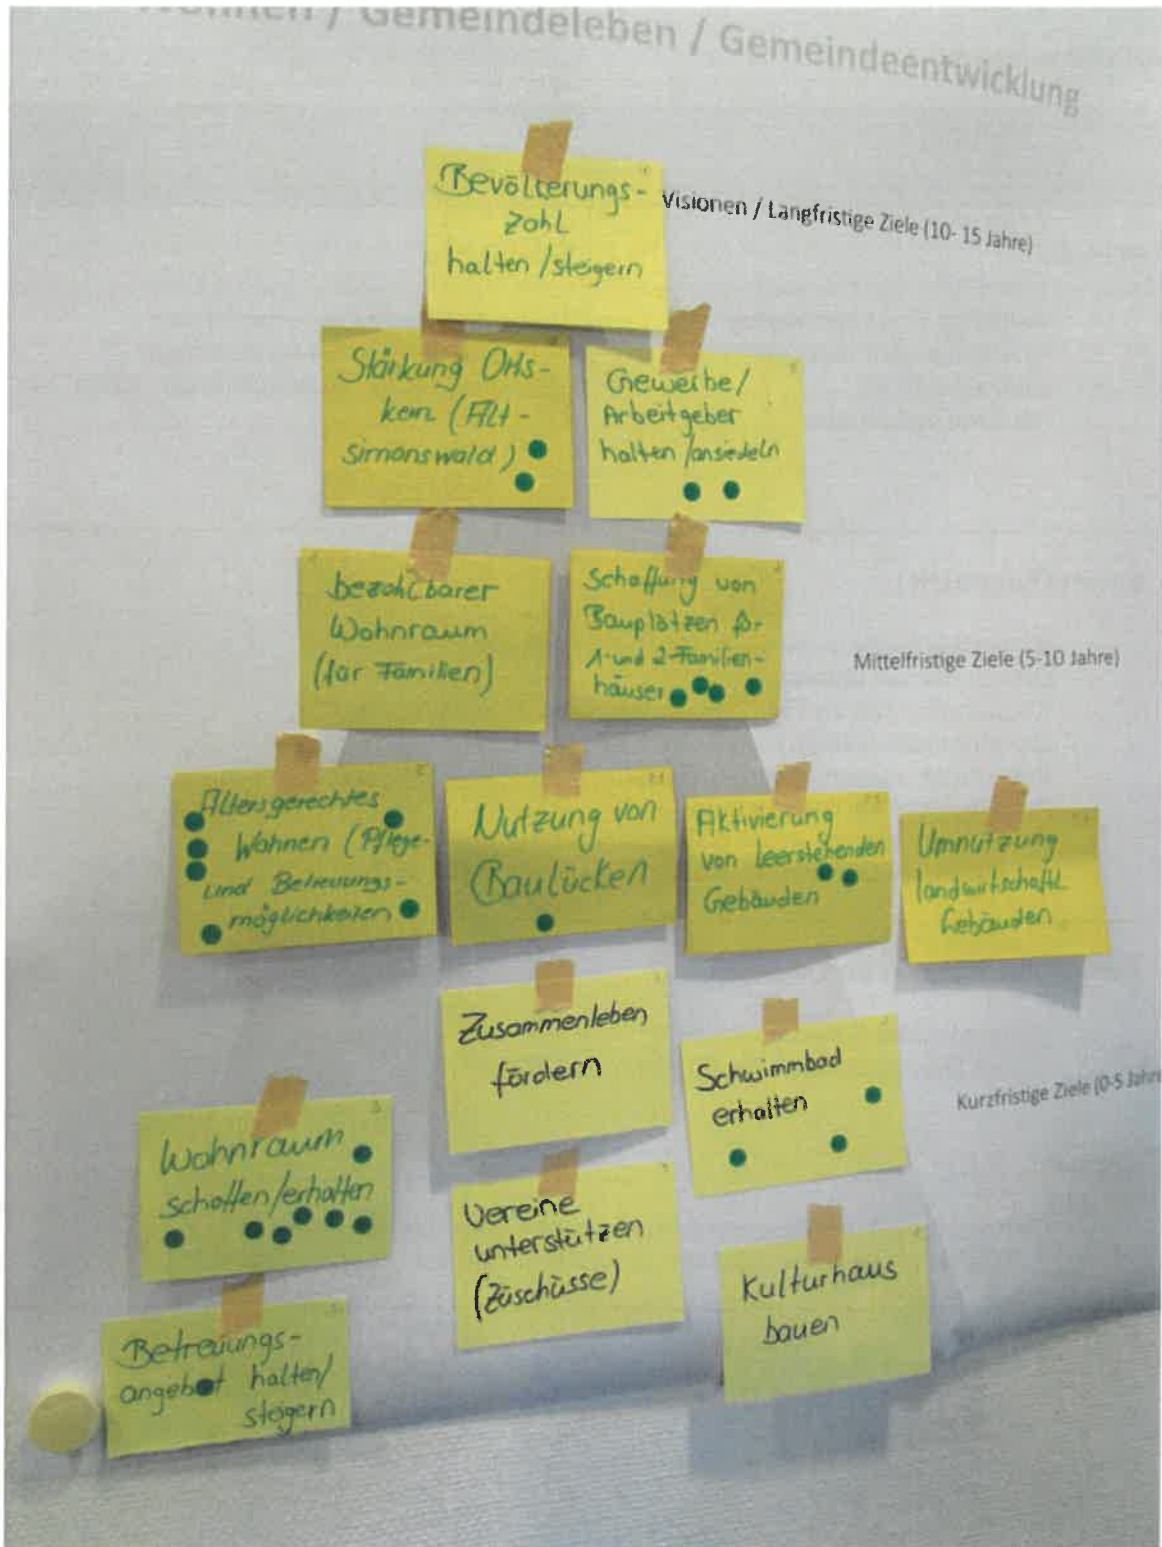 Wohnen / Gemeindeleben / Gemeindeentwicklung
Bevölkerungs-
zahl
halten / steigern
Visionen / Langfristige Ziele (10- 15 Jahre)
Stärkung Orts-
kern (Alt-
simonswald)
Gewerbe/
Arbeitgeber
halten /ansiedeln
bezahlbarer
Wohnraum
(für Familien)
Schaffung von
Bauplätzen für
1- und 2-Familien-
häuser
Mittelfristige Ziele (5-10 Jahre)
Altersgerechtes
Wohnen (Pflege-
und Betreuungs-
möglichkeiten
Nutzung von
Baulücken
Aktivierung
von leerstehenden
Gebäuden
Umnutzung
landwirtschaftl.
Gebäuden
Zusammenleben
fördern
Schwimmbad
erhalten
Kurzfristige Ziele (0-5 Jahre
Wohnraum
schaffen/erhalten
Vereine
unterstützen
(Züschüsse)
Kulturhaus
bauen
Betreuungs-
angebot halten/
steigern